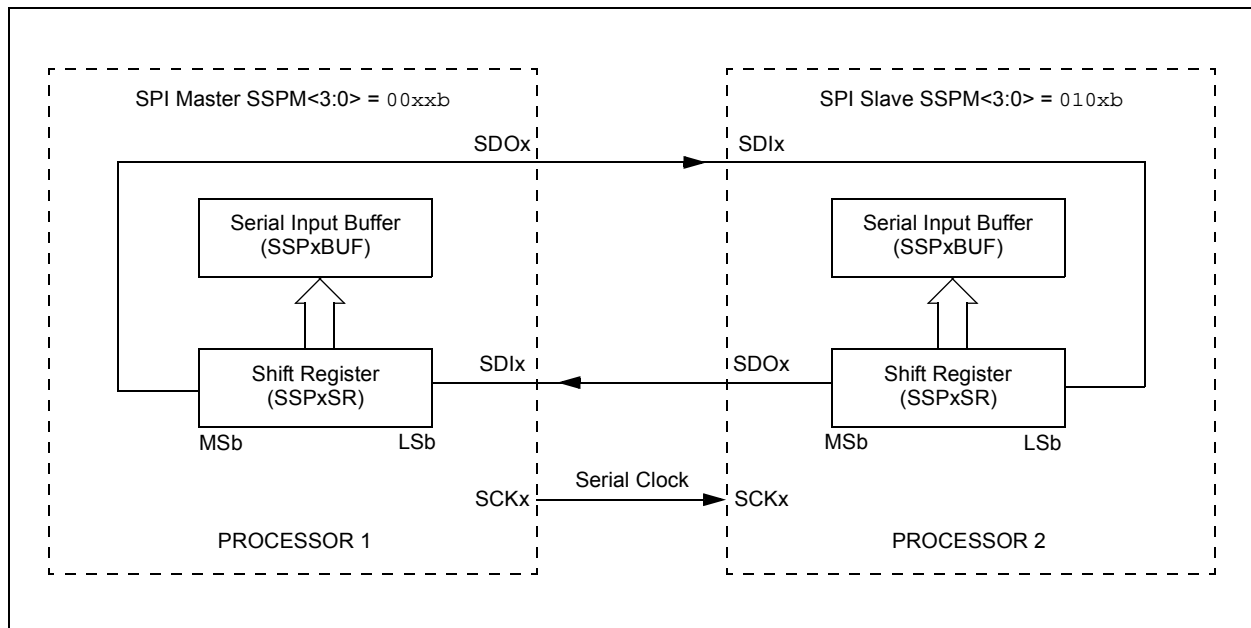 SPI Master SSPM<3:0> = 00xxb
SPI Slave SSPM<3:0> = 010xb
SDOx
SDIx
Serial Input Buffer
(SSPxBUF)
Serial Input Buffer
(SSPxBUF)
SDIx
SDOx
Shift Register
(SSPxSR)
Shift Register
(SSPxSR)
MSb
LSb
MSb
LSb
Serial Clock
SCKx
SCKx
PROCESSOR 1
PROCESSOR 2